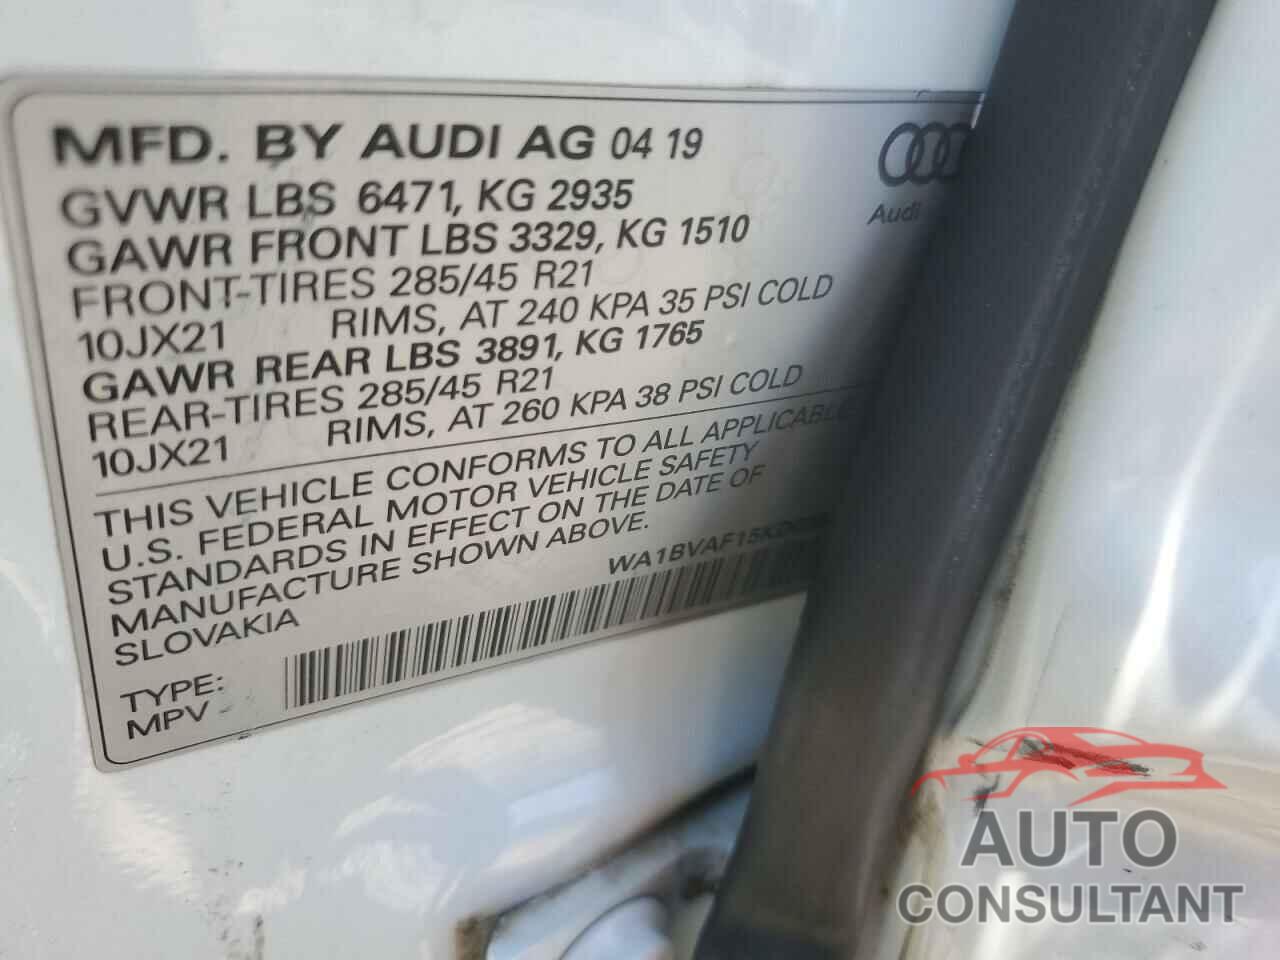 MFD. BY AUDI AG 04 19
GVWR LBS 6471, KG 2935
GAWR FRONT LBS 3329, KG 1510
FRONT-TIRES 285/45 R21
10JX21 RIMS, AT 240 KPA 35 PSI COLD
GAWR REAR LBS 3891, KG 1765
REAR-TIRES 285/45 R21
10JX21 RIMS, AT 260 KPA 38 PSI COLD
THIS VEHICLE CONFORMS TO ALL APPLICABLE
U.S. FEDERAL MOTOR VEHICLE SAFETY
STANDARDS IN EFFECT ON THE DATE OF
MANUFACTURE SHOWN ABOVE.
SLOVAKIA
TYPE:
MPV
Audi
AUTO
CONSULTANT